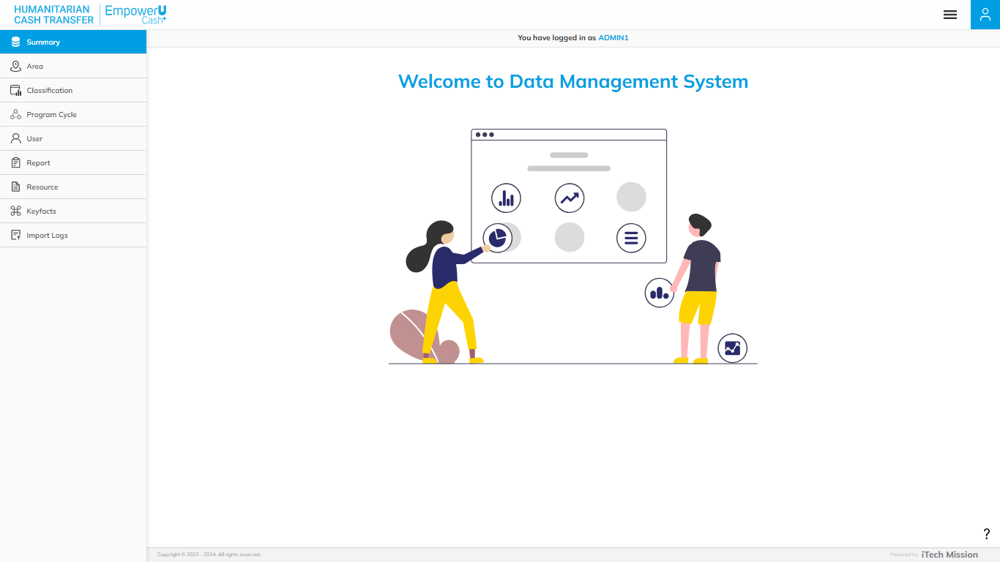 HUMANITARIAN
CASH TRANSFER
EmpowerU
Cash+
You have logged in as ADMIN1
Summary
Area
Classification
Program Cycle
User
Report
Resource
Keyfacts
Import Logs
Welcome to Data Management System
?
Copyright © 2022 - 2024. All rights reserved.
Powered by iTech Mission